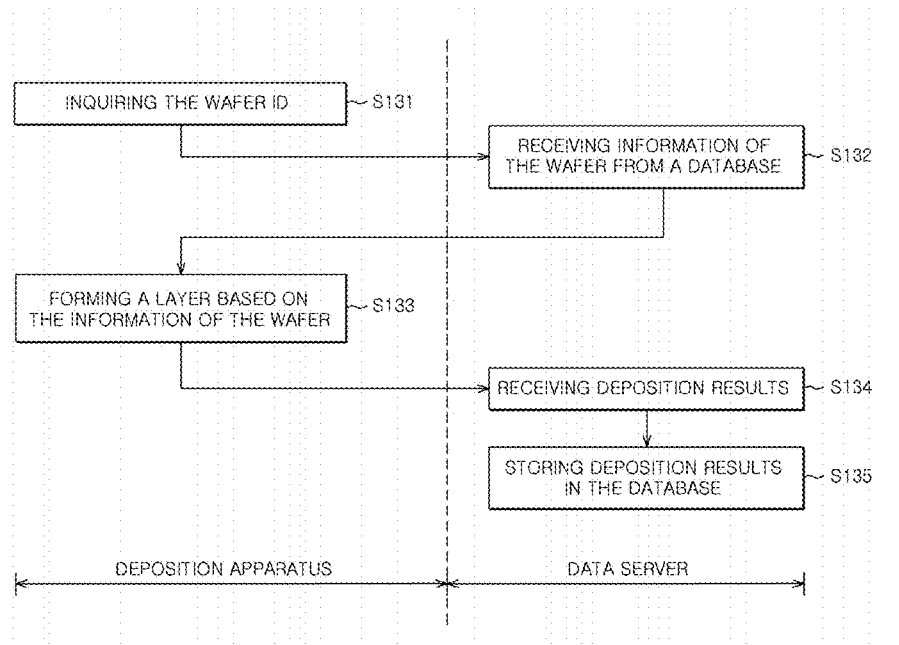 INQUIRING THE WAFER ID
S131
RECEIVING INFORMATION OF
THE WAFER FROM A DATABASE
S132
FORMING A LAYER BASED ON
THE INFORMATION OF THE WAFER
S133
RECEIVING DEPOSITION RESULTS
S134
STORING DEPOSITION RESULTS
IN THE DATABASE
S135
DEPOSITION APPARATUS
DATA SERVER